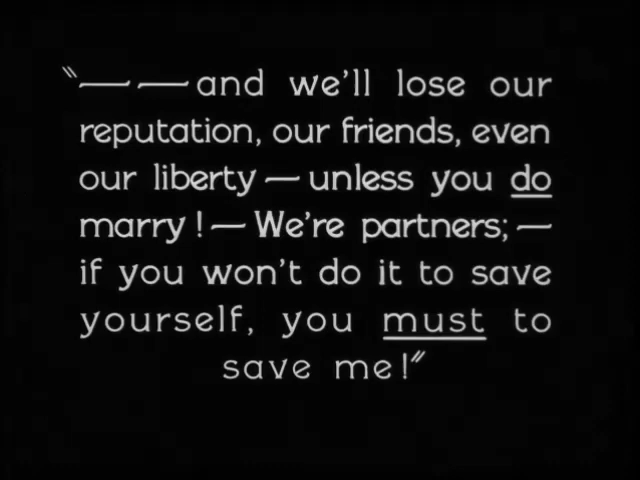 "— — and we'll lose our
reputation, our friends, even
our liberty — unless you do
marry! — We're partners; —
if you won't do it to save
yourself, you must to
save me!"